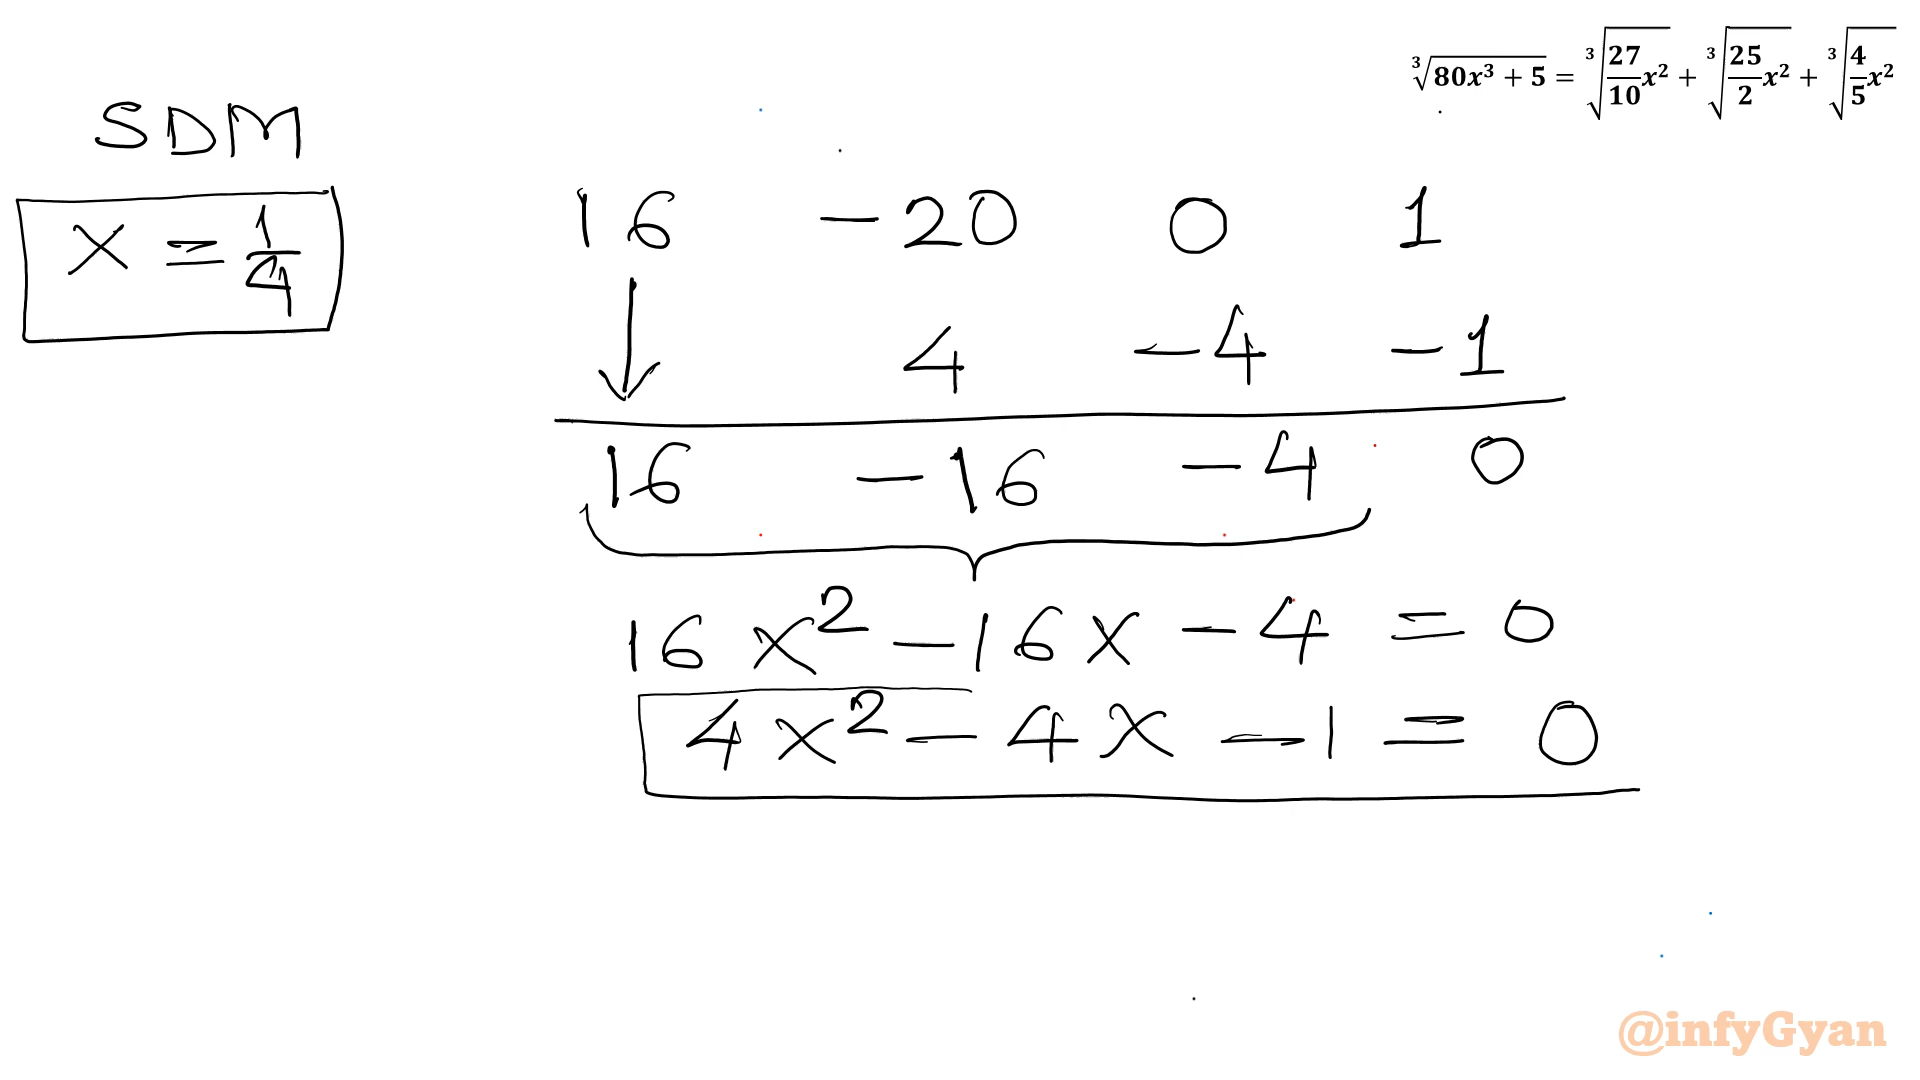 ∛(80x³ + 5) = ∛(27/10 x²) + ∛(25/2 x²) + ∛(4/5 x²)
SDM
x = 1/4
16 -20 0 1
↓ 4 -4 -1
16 -16 -4 0
16x² - 16x - 4 = 0
4x² - 4x - 1 = 0
@infyGyan